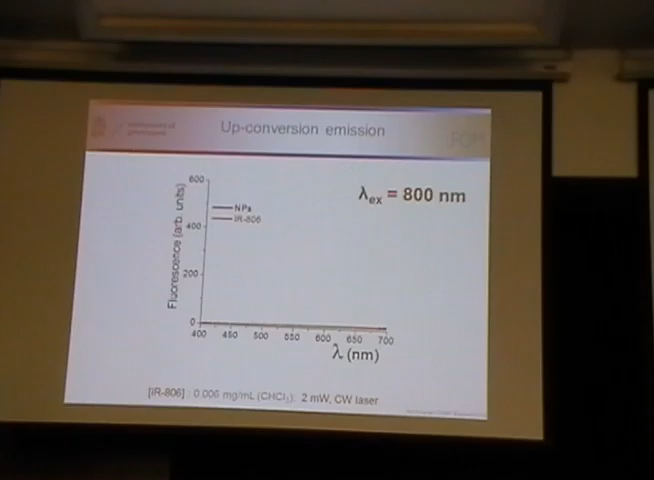 Up-conversion emission
λex = 800 nm
600
400
200
0
Fluorescence (arb. units)
NPs
IR-806
400 450 500 550 600 650 700
λ (nm)
[IR-806] : 0.006 mg/mL (CHCl3): 2 mW, CW laser